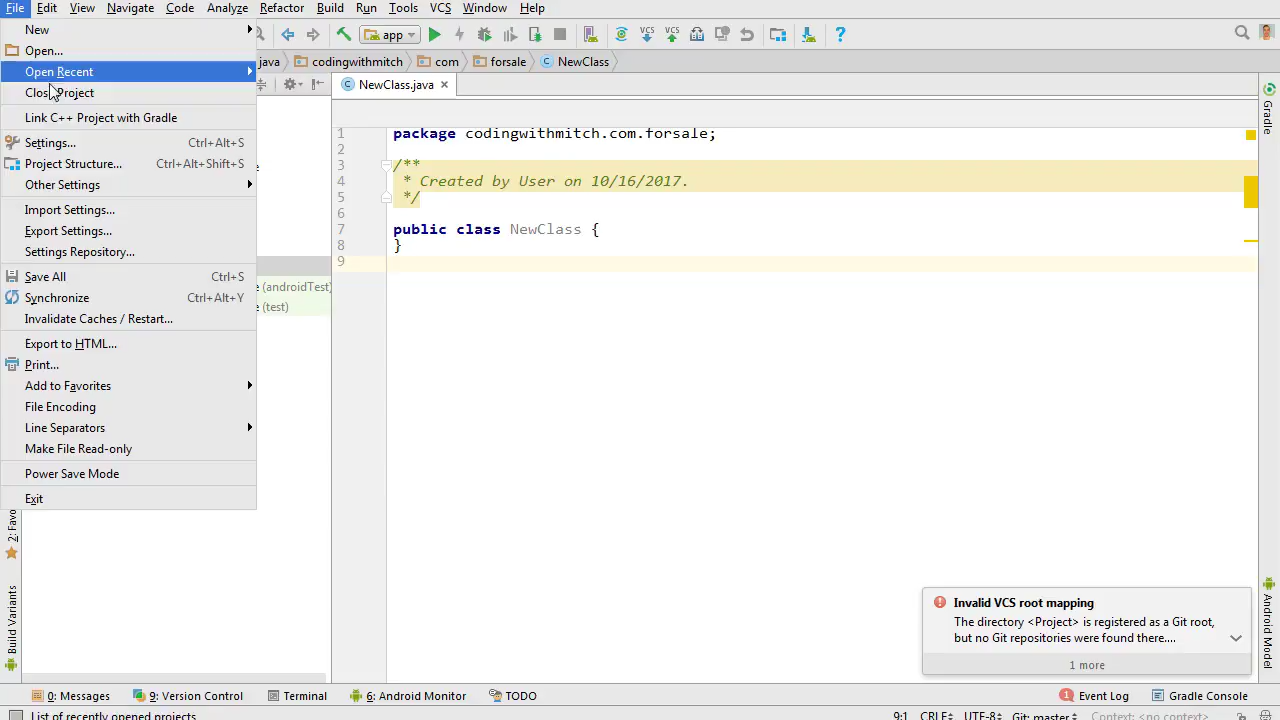 File Edit View Navigate Code Analyze Refactor Build Run Tools VCS Window Help
New
Open...
Open Recent
Close Project
Link C++ Project with Gradle
Settings... Ctrl+Alt+S
Project Structure... Ctrl+Alt+Shift+S
Other Settings
Import Settings...
Export Settings...
Settings Repository...
Save All Ctrl+S
Synchronize Ctrl+Alt+Y
Invalidate Caches / Restart...
Export to HTML...
Print...
Add to Favorites
File Encoding
Line Separators
Make File Read-only
Power Save Mode
Exit
app
java codingwithmitch com forsale NewClass
NewClass.java
(androidTest)
(test)
1 package codingwithmitch.com.forsale;
2
3 /**
4 * Created by User on 10/16/2017.
5 */
6
7 public class NewClass {
8 }
9
Gradle
Android Model
2: Favo
Build Variants
Invalid VCS root mapping
The directory <Project> is registered as a Git root,
but no Git repositories were found there....
1 more
0: Messages 9: Version Control Terminal 6: Android Monitor TODO 1 Event Log Gradle Console
List of recently opened projects 9:1 CRLF÷ UTF-8÷ Git: master÷ Context: <no context>